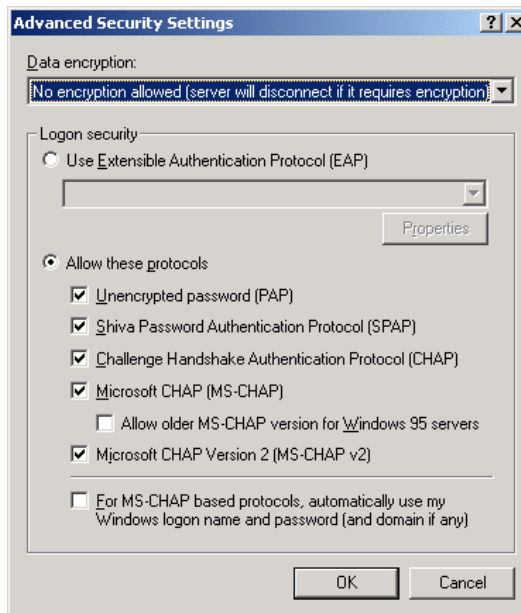 Advanced Security Settings
Data encryption:
No encryption allowed (server will disconnect if it requires encryption)
Logon security
Use Extensible Authentication Protocol (EAP)
Properties
Allow these protocols
Unencrypted password (PAP)
Shiva Password Authentication Protocol (SPAP)
Challenge Handshake Authentication Protocol (CHAP)
Microsoft CHAP (MS-CHAP)
Allow older MS-CHAP version for Windows 95 servers
Microsoft CHAP Version 2 (MS-CHAP v2)
For MS-CHAP based protocols, automatically use my
Windows logon name and password (and domain if any)
OK Cancel